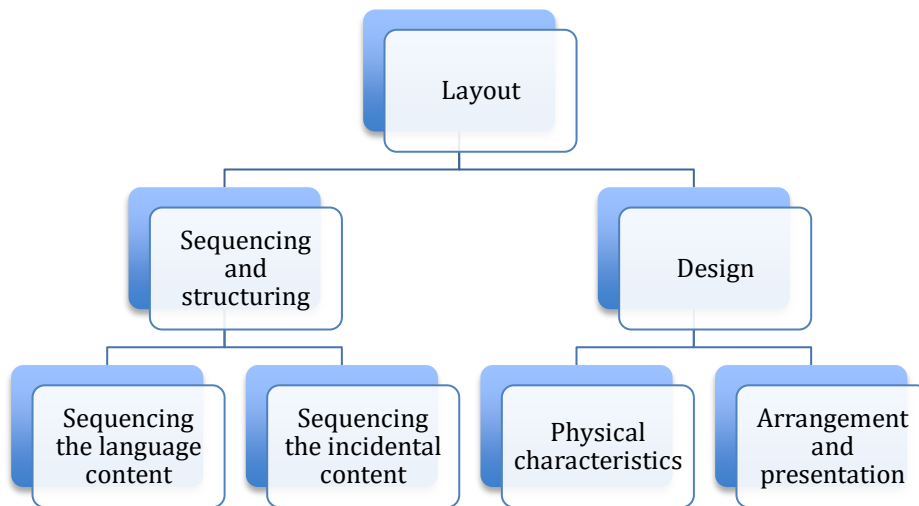 Layout
Sequencing
and
structuring
Design
Sequencing
the language
content
Sequencing
the incidental
content
Physical
characteristics
Arrangement
and
presentation